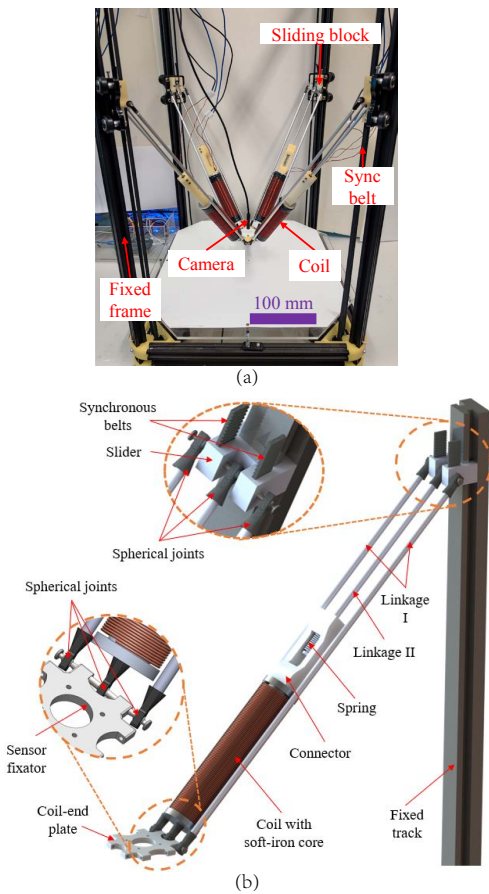 Sliding block
Sync
belt
Camera
Coil
Fixed
frame
100 mm
(a)
Synchronous
belts
Slider
Spherical joints
Spherical joints
Linkage
I
Linkage II
Spring
Connector
Sensor
fixator
Coil-end
plate
Coil with
soft-iron core
Fixed
track
(b)